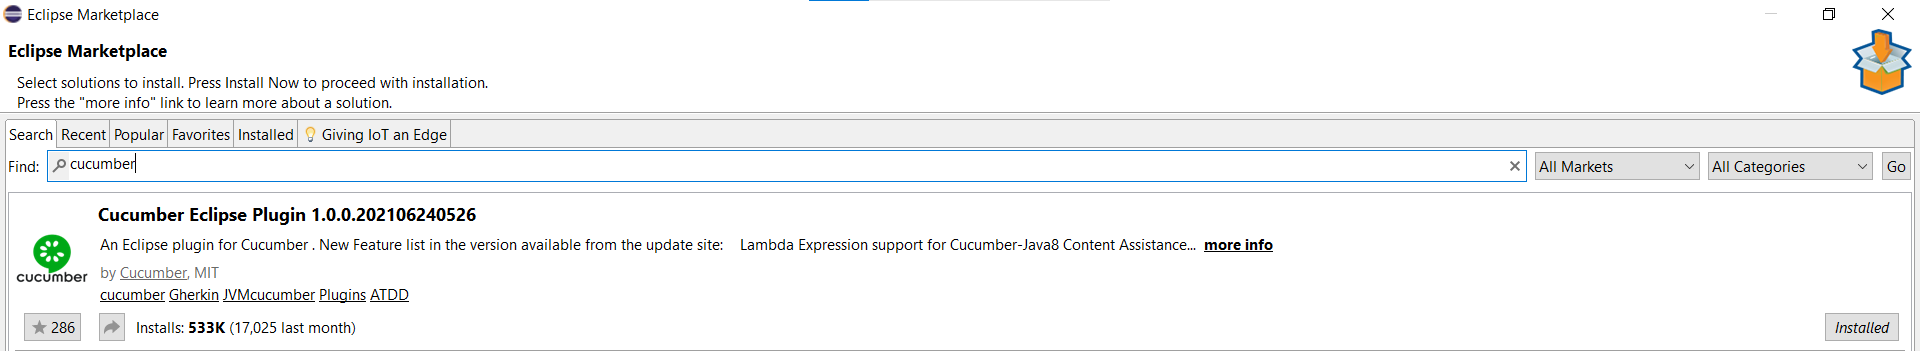 Eclipse Marketplace
Eclipse Marketplace
Select solutions to install. Press Install Now to proceed with installation.
Press the "more info" link to learn more about a solution.
Search Recent Popular Favorites Installed Giving IoT an Edge
Find: cucumber All Markets All Categories Go
Cucumber Eclipse Plugin 1.0.0.202106240526
An Eclipse plugin for Cucumber . New Feature list in the version available from the update site: Lambda Expression support for Cucumber-Java8 Content Assistance... more info
cucumber
by Cucumber, MIT
cucumber Gherkin JVMcucumber Plugins ATDD
286 Installs: 533K (17,025 last month) Installed